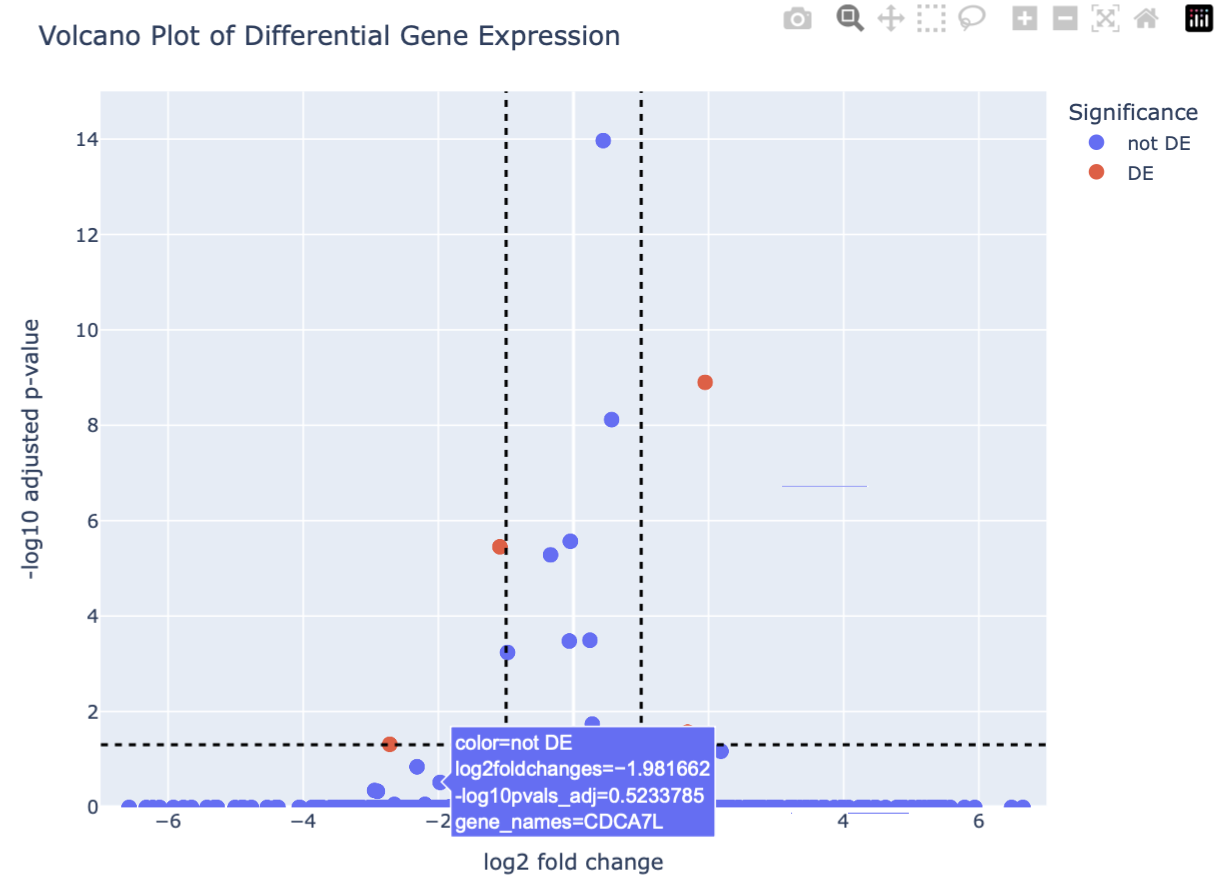 Volcano Plot of Differential Gene Expression
Significance
not DE
DE
14
12
10
8
6
4
2
0
-log10 adjusted p-value
color=not DE
log2foldchanges=−1.981662
-log10pvals_adj=0.5233785
gene_names=CDCA7L
−6
−4
−2
4
6
log2 fold change